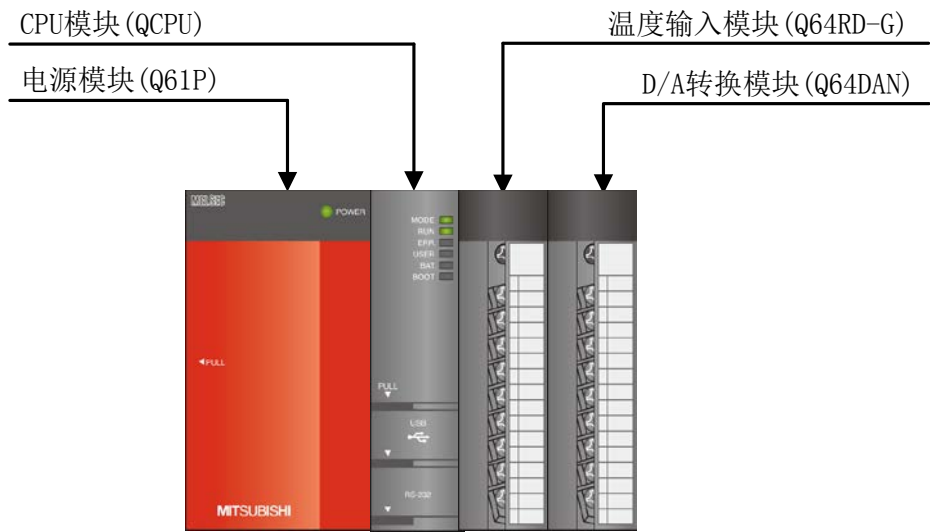 CPU模块(QCPU)
温度输入模块(Q64RD-G)
电源模块(Q61P)
D/A转换模块(Q64DAN)
MELSEC
POWER
MODE
RUN
ERR.
USER
BAT
BOOT
◀PULL
PULL
▼
USB
▼
RS-232
▼
MITSUBISHI